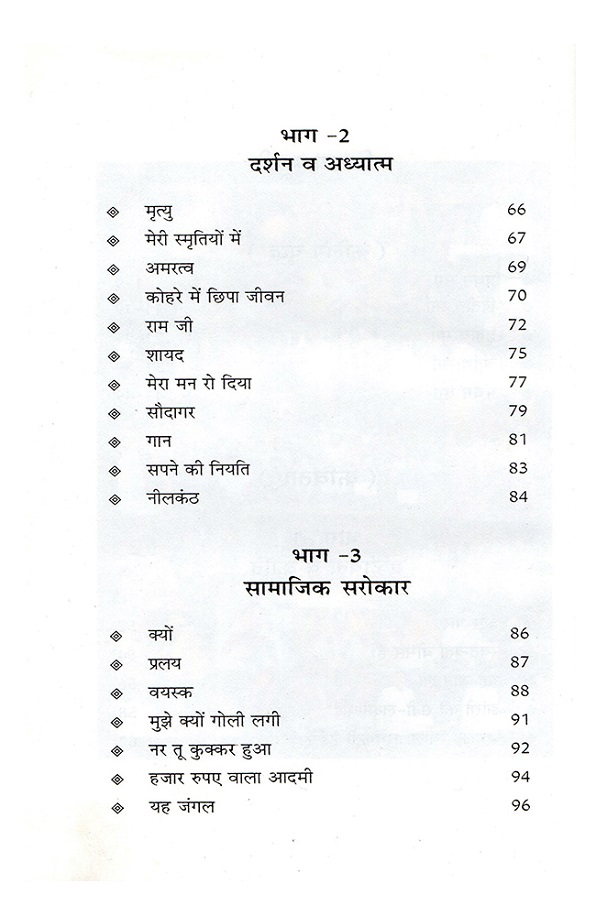 भाग -2
दर्शन व अध्यात्म
मृत्यु 66
मेरी स्मृतियों में 67
अमरत्व 69
कोहरे में छिपा जीवन 70
राम जी 72
शायद 75
मेरा मन रो दिया 77
सौदागर 79
गान 81
सपने की नियति 83
नीलकंठ 84
भाग -3
सामाजिक सरोकार
क्यों 86
प्रलय 87
वयस्क 88
मुझे क्यों गोली लगी 91
नर तू कुक्कर हुआ 92
हजार रुपए वाला आदमी 94
यह जंगल 96